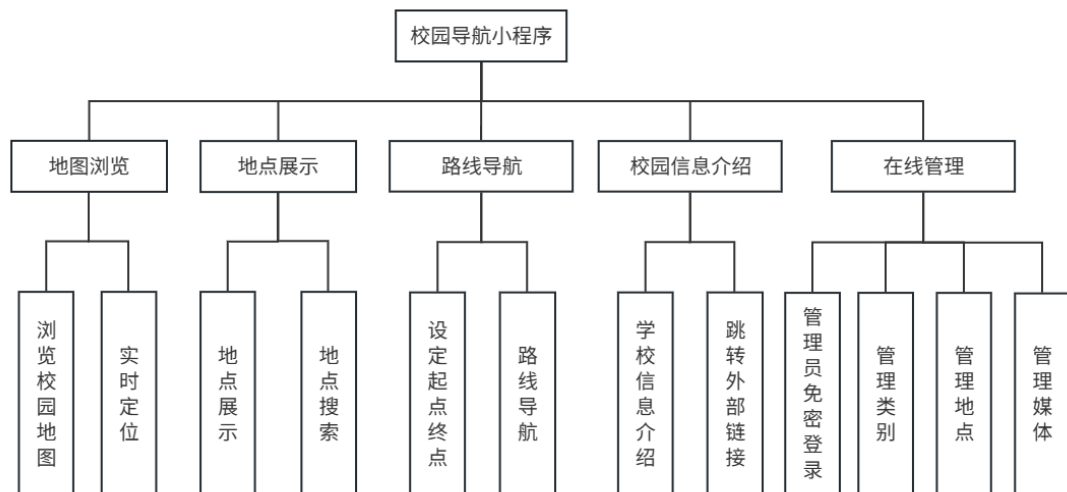 校园导航小程序
地图浏览
地点展示
路线导航
校园信息介绍
在线管理
浏览校园地图
实时定位
地点展示
地点搜索
设定起点终点
路线导航
学校信息介绍
跳转外部链接
管理员免密登录
管理类别
管理地点
管理媒体